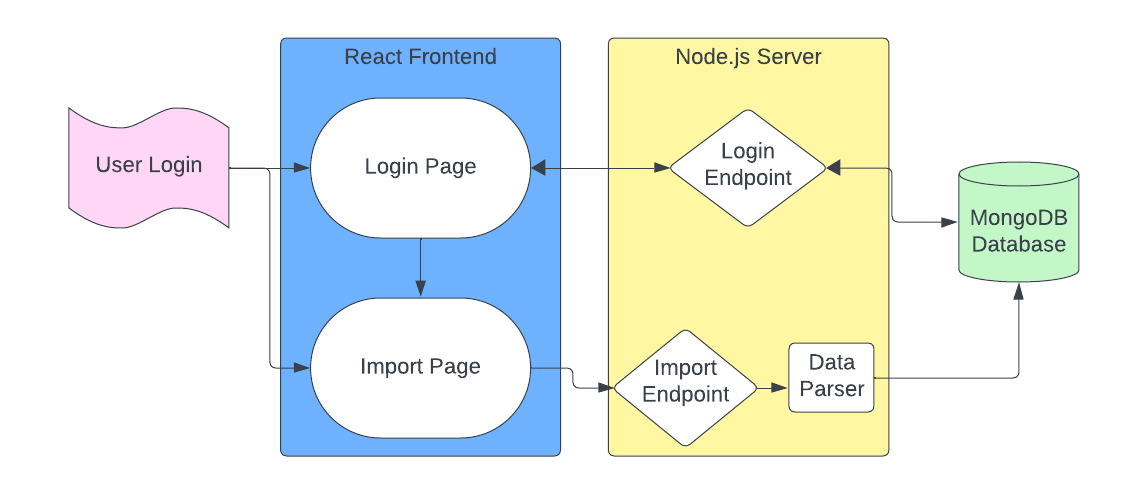 React Frontend
Node.js Server
User Login
Login Page
Login
Endpoint
MongoDB
Database
Import Page
Import
Endpoint
Data
Parser